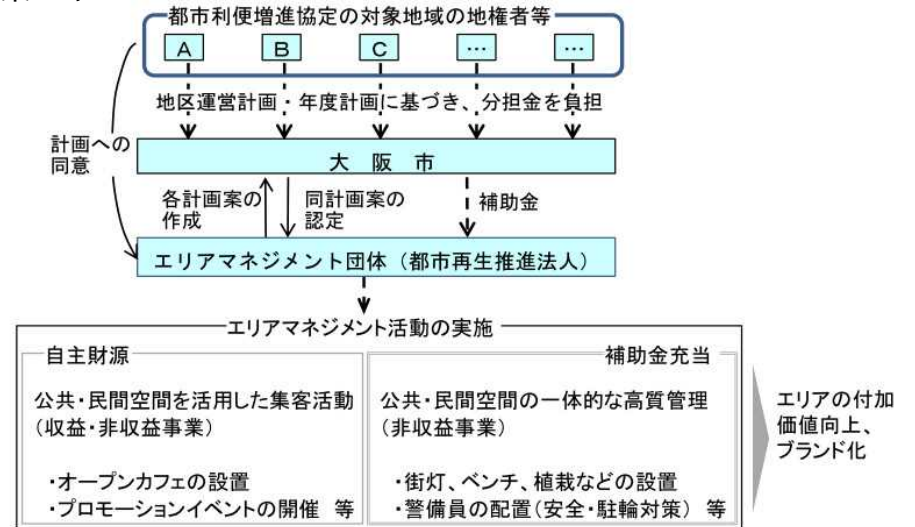 都市利便増進協定の対象地域の地権者等
A B C … …
地区運営計画・年度計画に基づき、分担金を負担
計画への
同意
大 阪 市
各計画案の
作成
同計画案の
認定
補助金
エリアマネジメント団体（都市再生推進法人）
エリアマネジメント活動の実施
自主財源
公共・民間空間を活用した集客活動
（収益・非収益事業）
・オープンカフェの設置
・プロモーションイベントの開催 等
補助金充当
公共・民間空間の一体的な高質管理
（非収益事業）
・街灯、ベンチ、植栽などの設置
・警備員の配置（安全・駐輪対策）等
エリアの付加
価値向上、
ブランド化